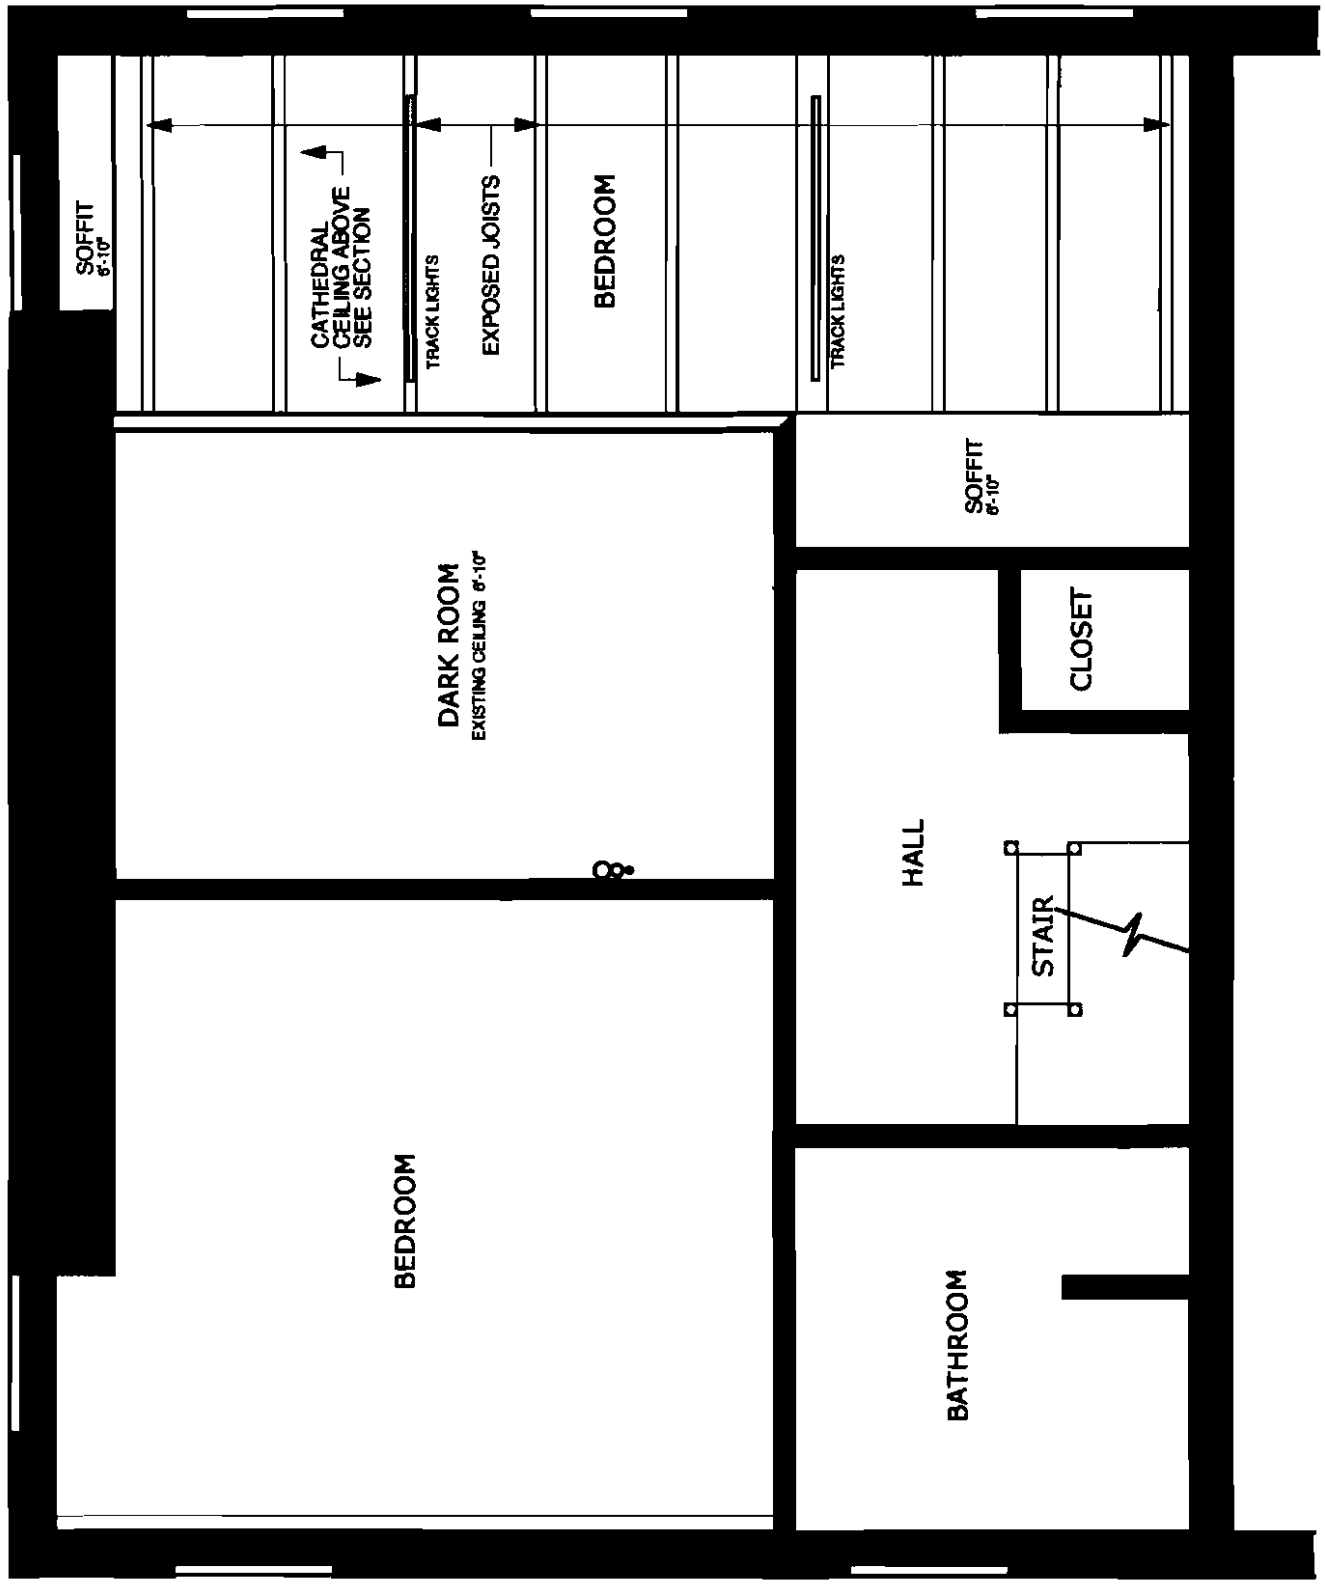 SOFFIT
6'-10"
CATHEDRAL
CEILING ABOVE
SEE SECTION
TRACK LIGHTS
EXPOSED JOISTS
BEDROOM
TRACK LIGHTS
SOFFIT
6'-10"
DARK ROOM
EXISTING CEILING 6'-10"
CLOSET
HALL
STAIR
BEDROOM
BATHROOM